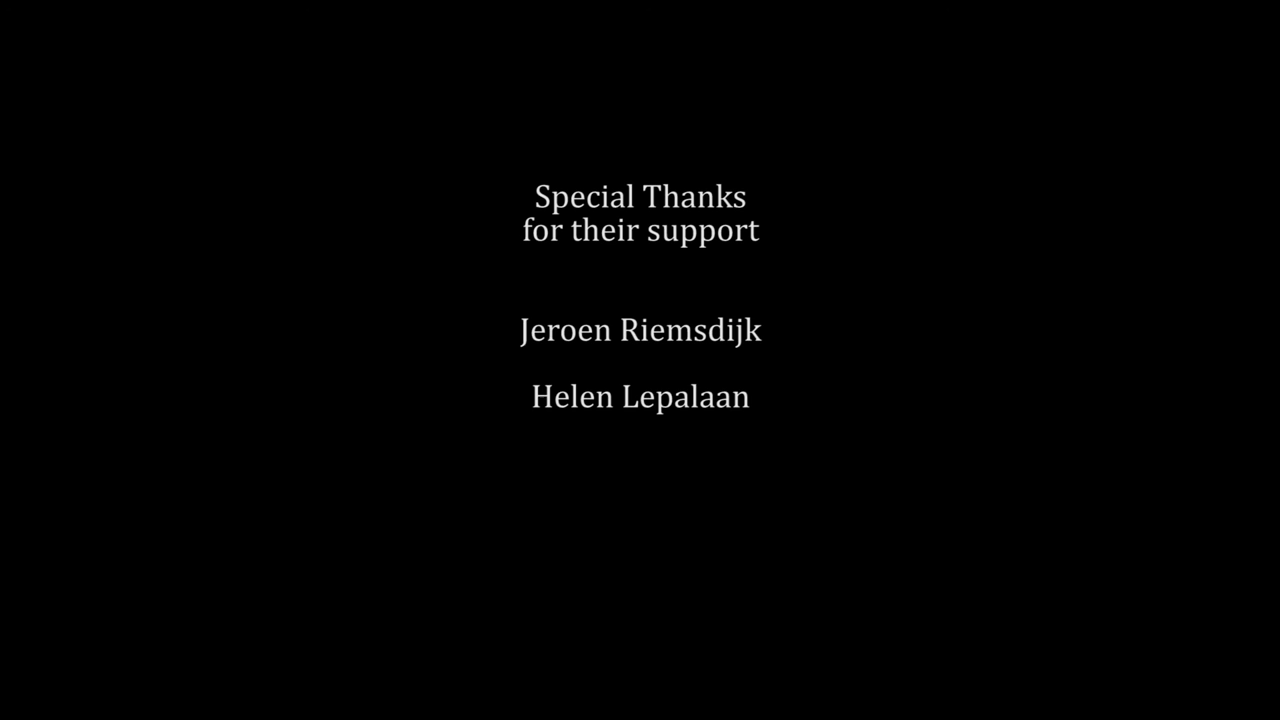 Special Thanks
for their support
Jeroen Riemsdijk
Helen Lepalaan